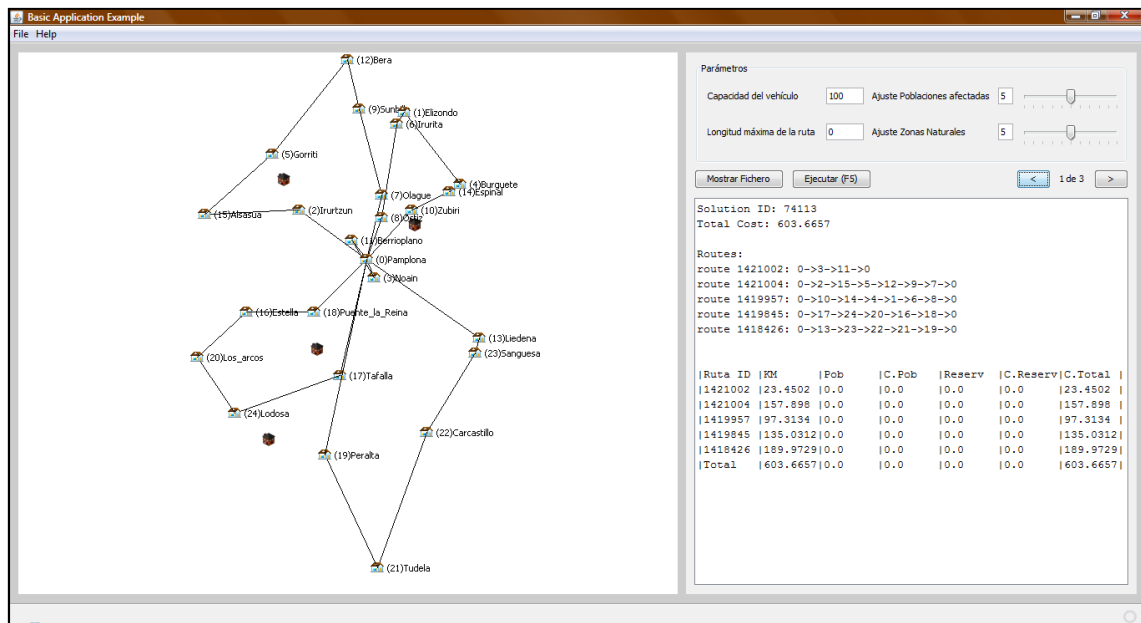 Basic Application Example
File Help
(12)Bera
(9)Sunb
(1)Elizondo
(6)Irurita
(5)Gorriti
(4)Burguete
(14)Espinal
(7)Olague
(15)Alsasua
(2)Irurtzun
(10)Zubiri
(8)Ostiz
(11)Berrioplano
(0)Pamplona
(3)Noain
(16)Estella
(18)Puente_la_Reina
(13)Liedena
(23)Sanguesa
(20)Los_arcos
(17)Tafalla
(24)Lodosa
(22)Carcastillo
(19)Peralta
(21)Tudela
Parámetros
Capacidad del vehículo 100 Ajuste Poblaciones afectadas 5
Longitud máxima de la ruta 0 Ajuste Zonas Naturales 5
Mostrar Fichero Ejecutar (F5) < 1 de 3 >
Solution ID: 74113
Total Cost: 603.6657
Routes:
route 1421002: 0->3->11->0
route 1421004: 0->2->15->5->12->9->7->0
route 1419957: 0->10->14->4->1->6->8->0
route 1419845: 0->17->24->20->16->18->0
route 1418426: 0->13->23->22->21->19->0
|Ruta ID |KM |Pob |C.Pob |Reserv |C.Reserv|C.Total |
|1421002 |23.4502 |0.0 |0.0 |0.0 |0.0 |23.4502 |
|1421004 |157.898 |0.0 |0.0 |0.0 |0.0 |157.898 |
|1419957 |97.3134 |0.0 |0.0 |0.0 |0.0 |97.3134 |
|1419845 |135.0312|0.0 |0.0 |0.0 |0.0 |135.0312|
|1418426 |189.9729|0.0 |0.0 |0.0 |0.0 |189.9729|
|Total |603.6657|0.0 |0.0 |0.0 |0.0 |603.6657|